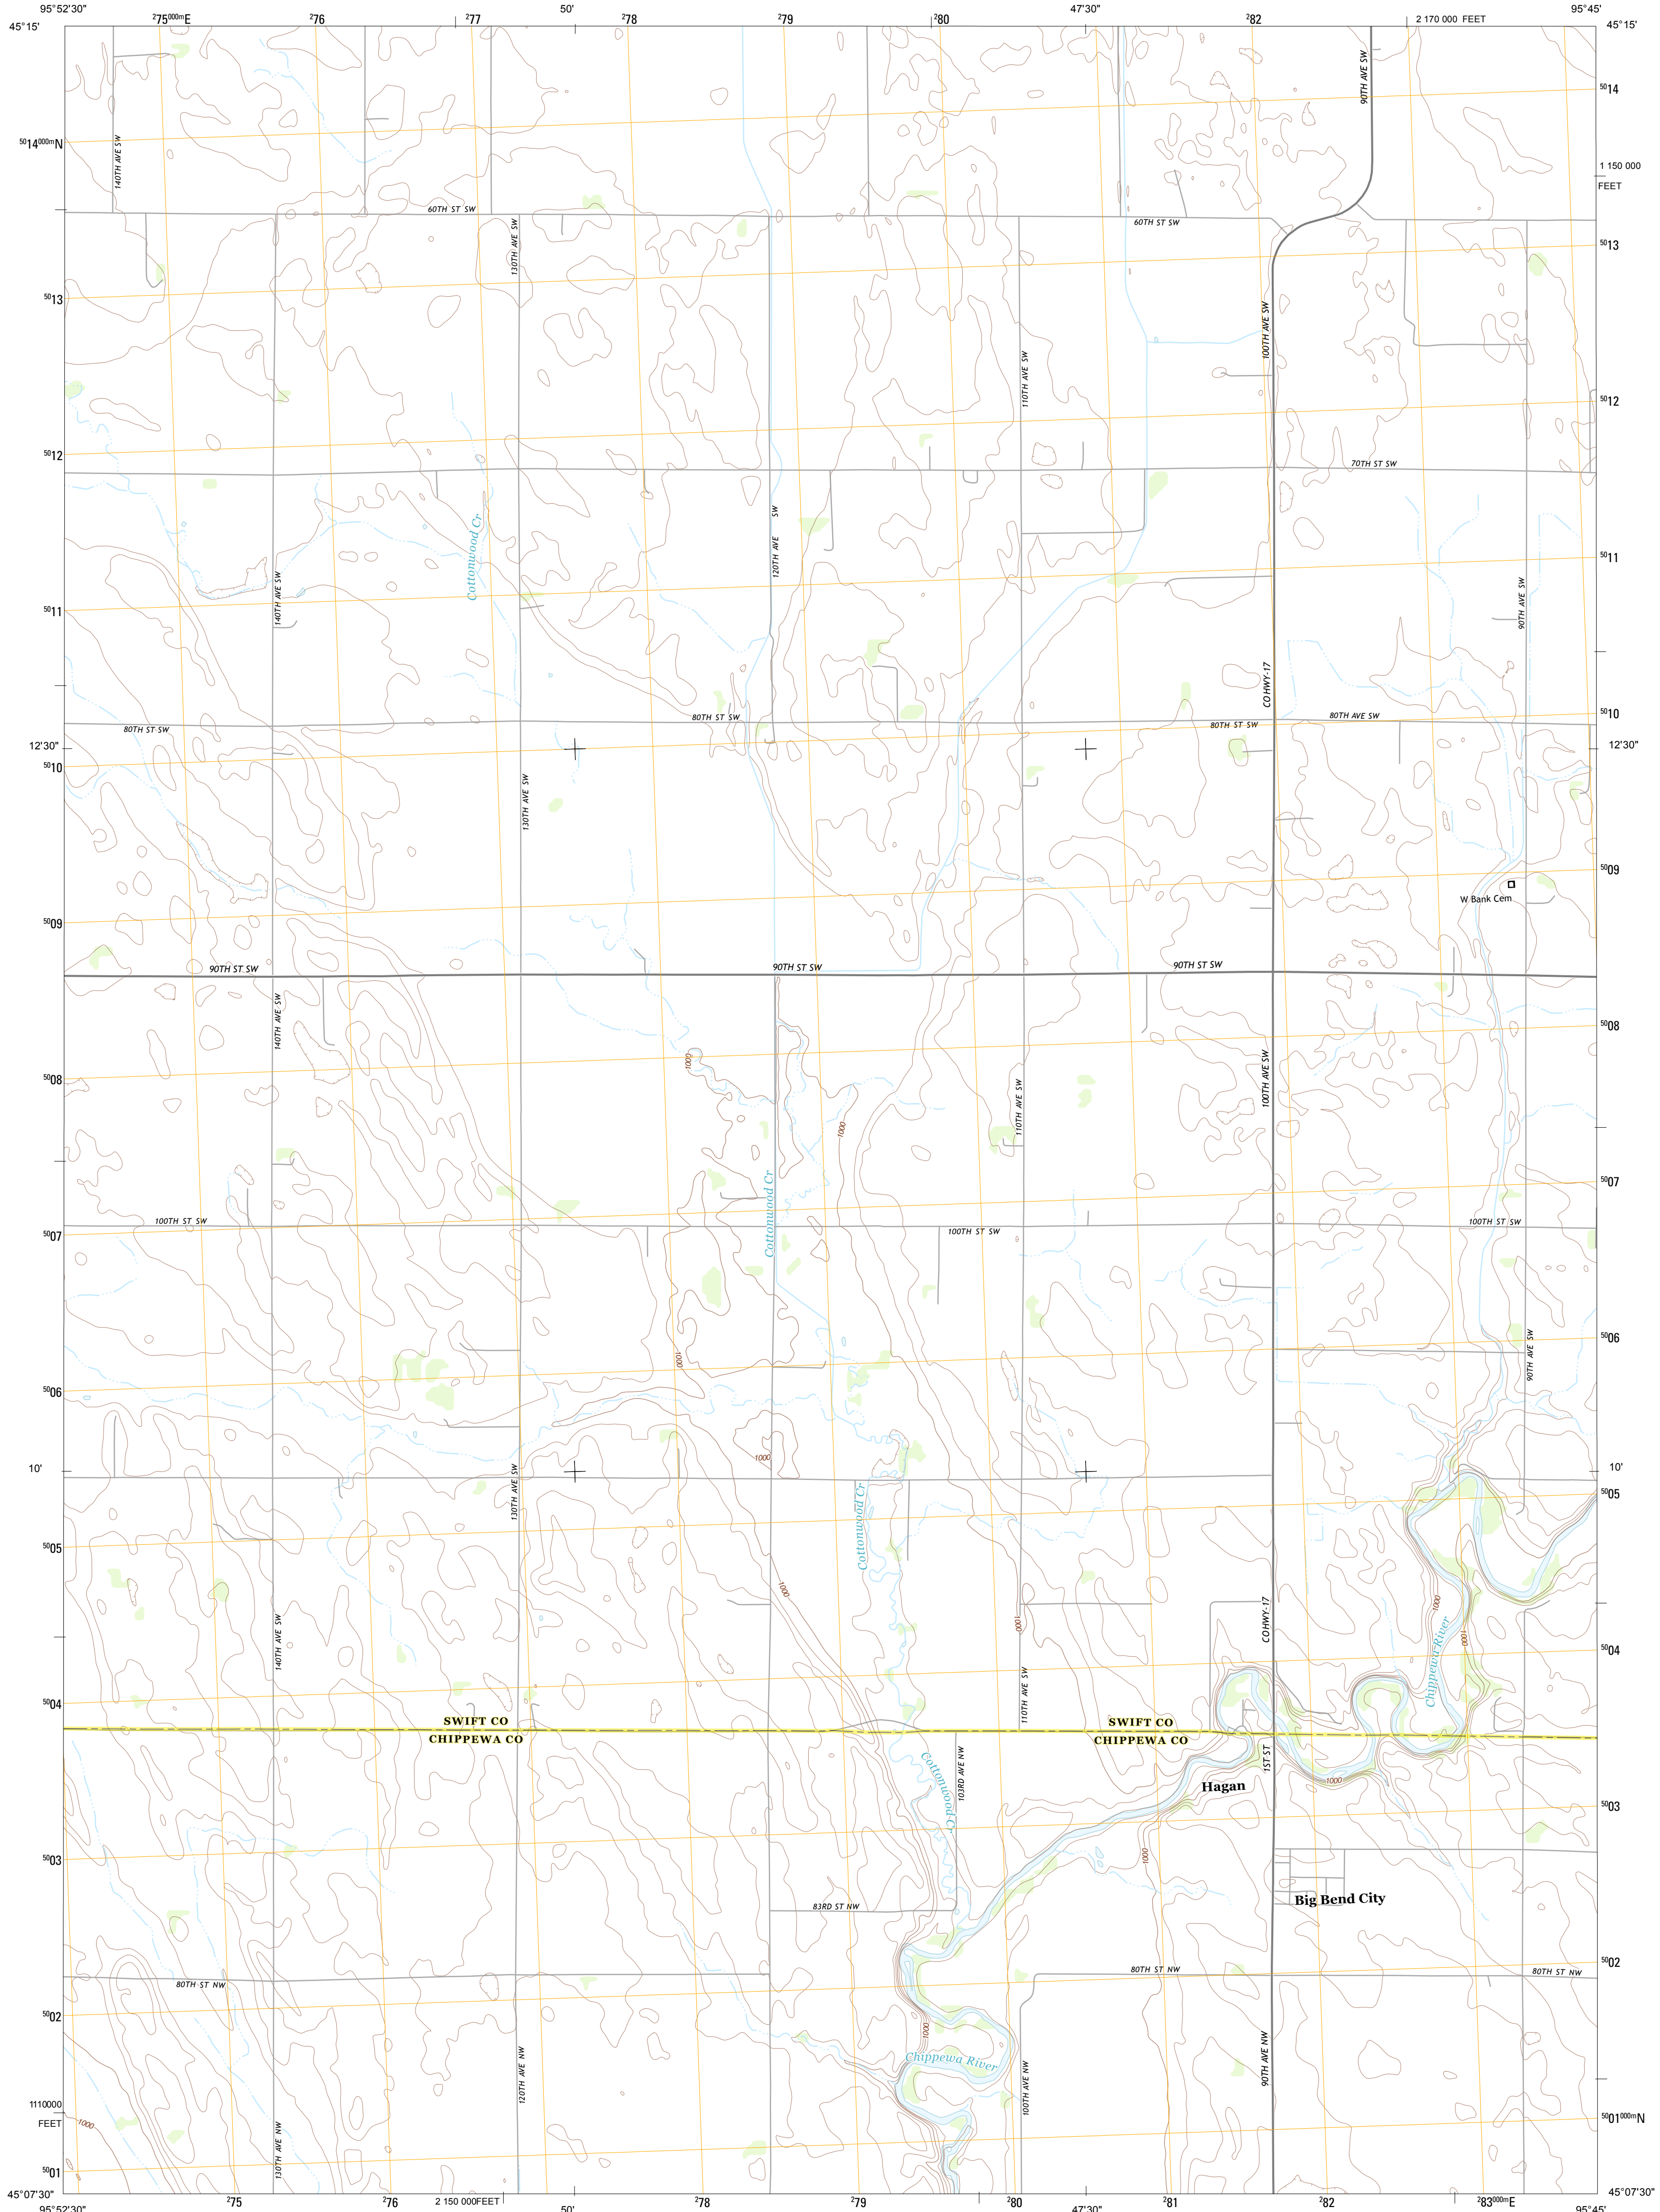 95°52'30"
²75⁰⁰⁰ᵐE
²76
²77
50'
²78
²79
²80
47'30"
²82
2 170 000 FEET
95°45'
45°15'
45°15'
90TH AVE SW
⁵⁰14
⁵⁰14⁰⁰⁰ᵐN
140TH AVE SW
1 150 000
FEET
60TH ST SW
60TH ST SW
130TH AVE SW
⁵⁰13
⁵⁰13
100TH AVE SW
110TH AVE SW
⁵⁰12
⁵⁰12
70TH ST SW
Cottonwood Cr
120TH AVE SW
⁵⁰11
140TH AVE SW
90TH AVE SW
⁵⁰11
CO HWY-17
80TH ST SW
80TH ST SW
80TH ST SW
80TH AVE SW
⁵⁰10
12'30"
12'30"
⁵⁰10
130TH AVE SW
⁵⁰09
W Bank Cem
⁵⁰09
90TH ST SW
90TH ST SW
90TH ST SW
140TH AVE SW
⁵⁰08
1000
⁵⁰08
100TH AVE SW
110TH AVE SW
1000
Cottonwood Cr
⁵⁰07
100TH ST SW
100TH ST SW
100TH ST SW
⁵⁰07
⁵⁰06
1000
90TH AVE SW
⁵⁰06
1000
10'
10'
130TH AVE SW
Cottonwood Cr
⁵⁰05
⁵⁰05
1000
1000
1000
1000
CO HWY-17
140TH AVE SW
Chippewa River
⁵⁰04
110TH AVE SW
⁵⁰04
SWIFT CO
CHIPPEWA CO
SWIFT CO
CHIPPEWA CO
1ST ST
Cottonwood Cr
103RD AVE NW
1000
Hagan
⁵⁰03
1000
⁵⁰03
Big Bend City
83RD ST NW
80TH ST NW
80TH ST NW
80TH ST NW
⁵⁰02
⁵⁰02
1000
Chippewa River
120TH AVE NW
100TH AVE NW
90TH AVE NW
1110000
FEET
1000
⁵⁰01⁰⁰⁰ᵐN
130TH AVE NW
⁵⁰01
45°07'30"
45°07'30"
95°52'30"
²75
²76
2 150 000FEET
50'
²78
²79
²80
47'30"
²81
²82
²83⁰⁰⁰ᵐE
95°45'